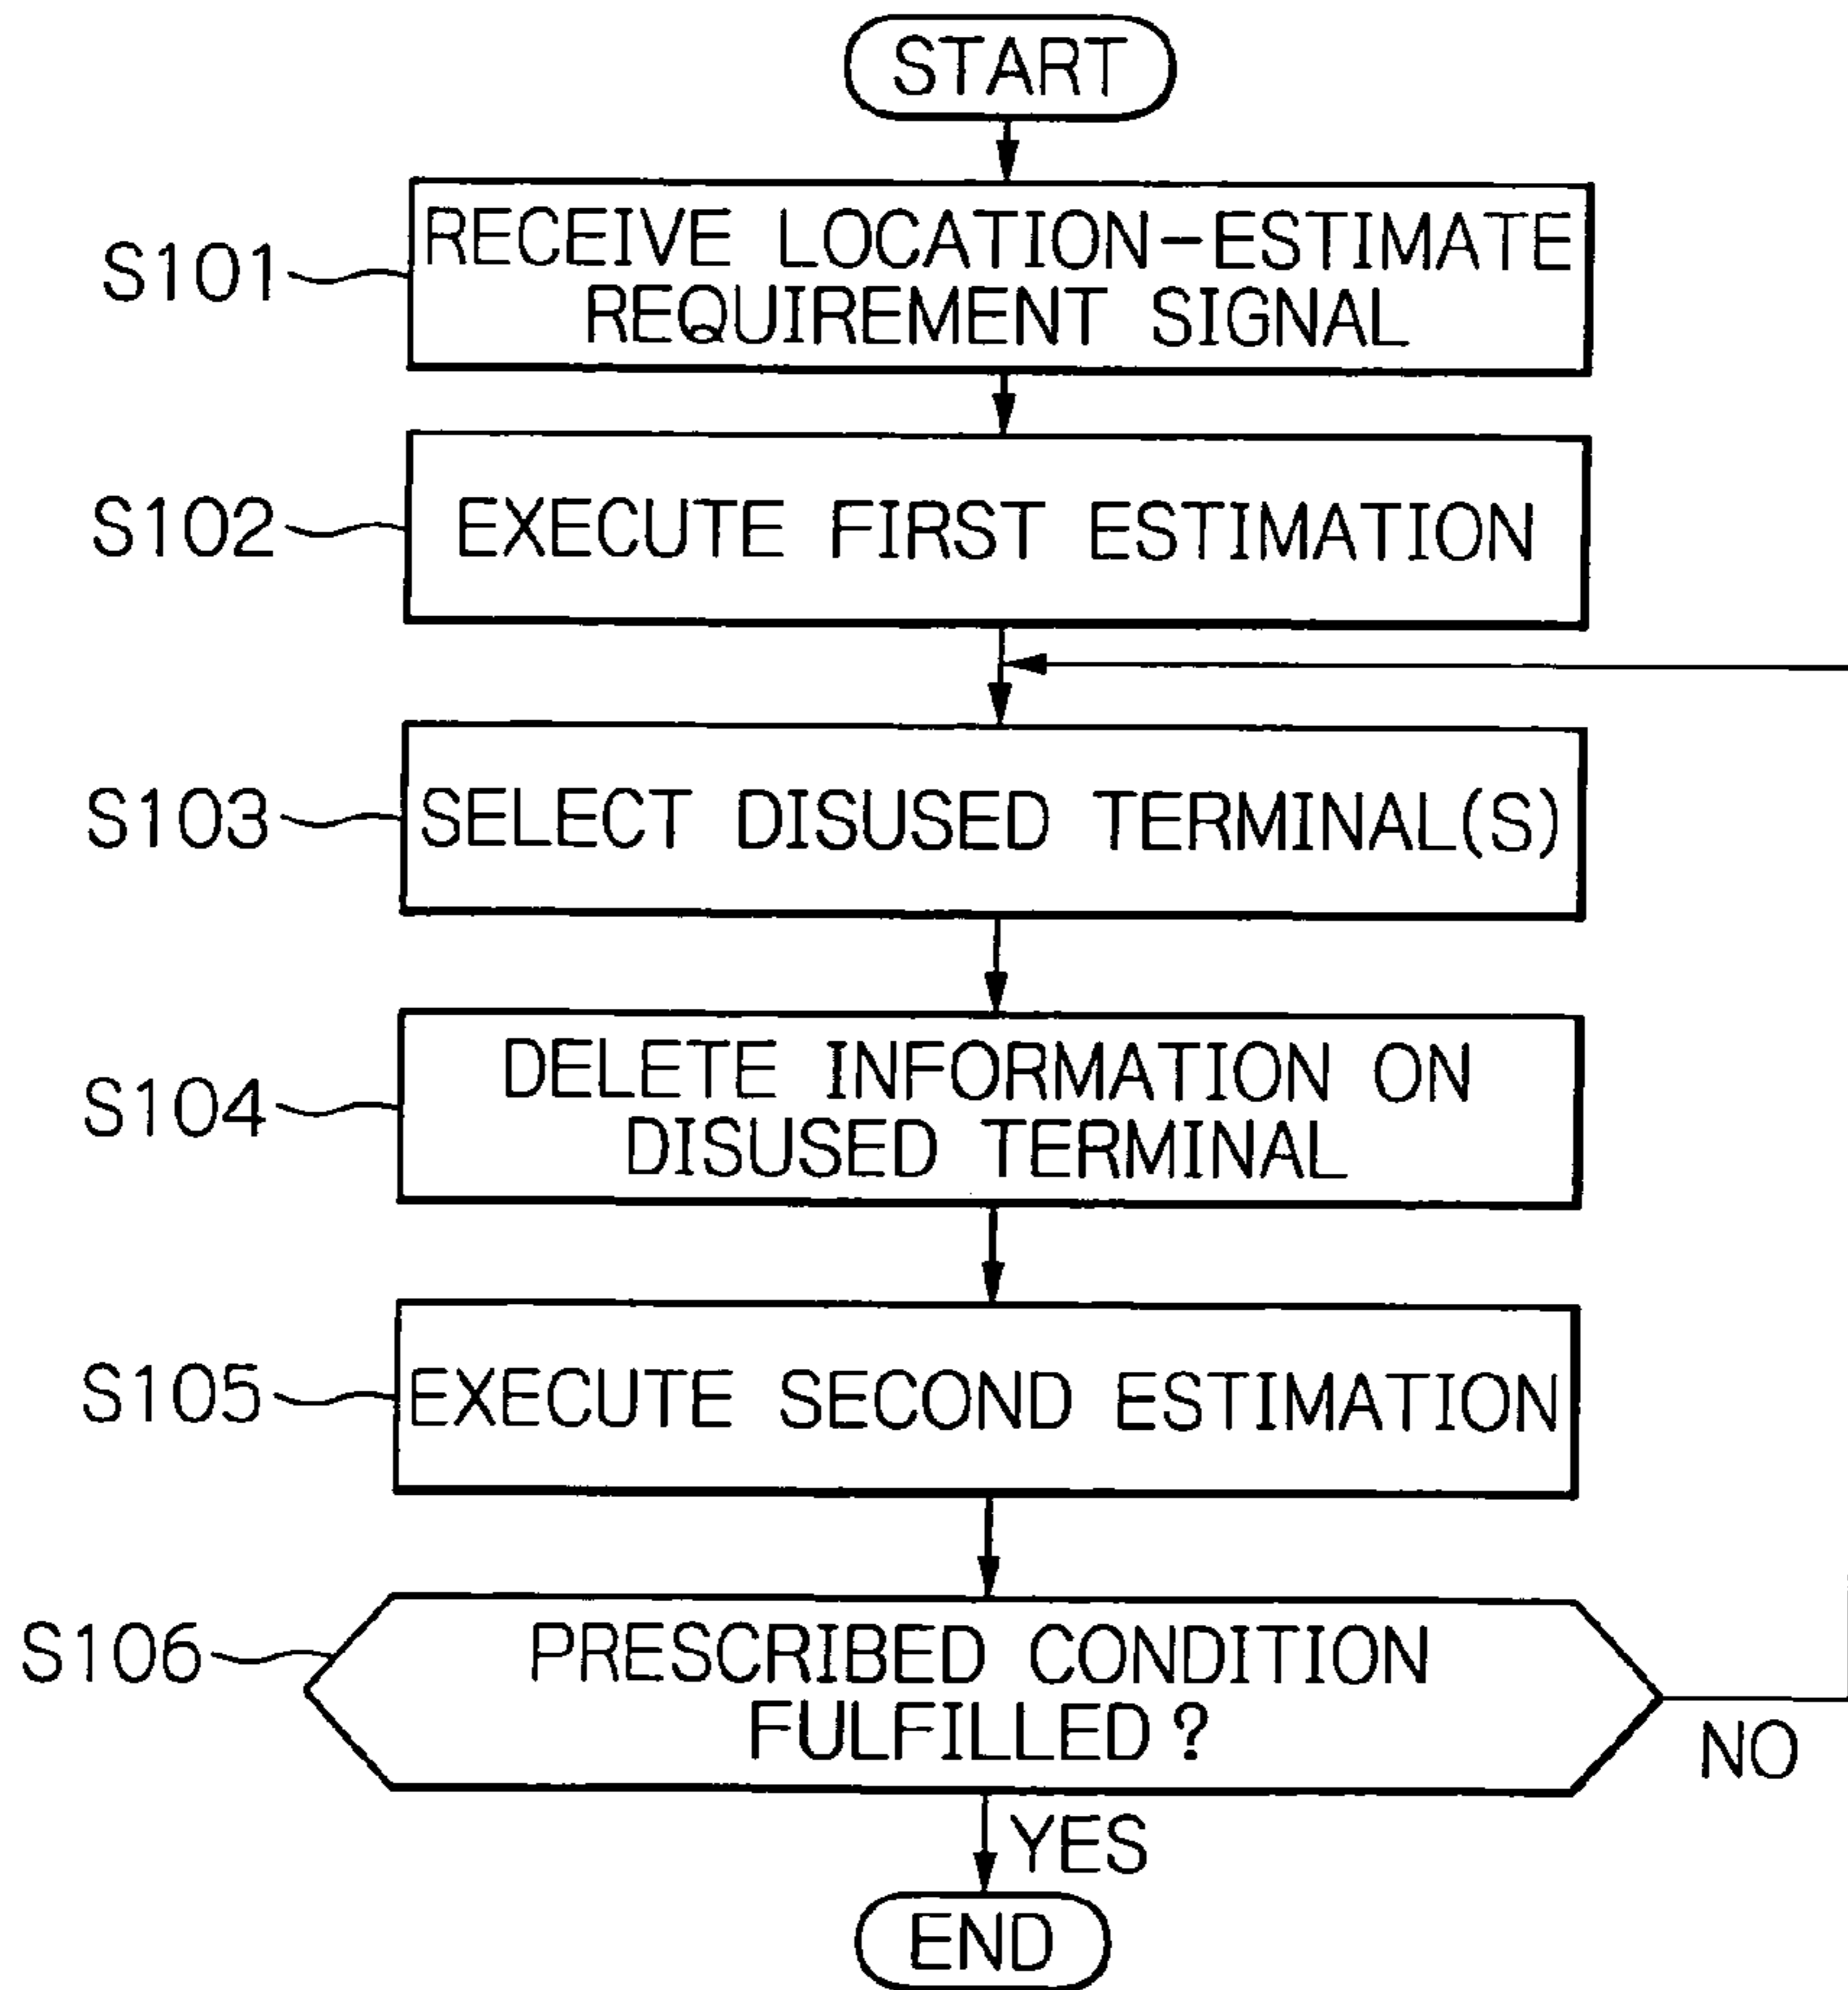 START
S101
RECEIVE LOCATION-ESTIMATE
REQUIREMENT SIGNAL
S102
EXECUTE FIRST ESTIMATION
S103
SELECT DISUSED TERMINAL(S)
S104
DELETE INFORMATION ON
DISUSED TERMINAL
S105
EXECUTE SECOND ESTIMATION
S106
PRESCRIBED CONDITION
FULFILLED?
NO
YES
END